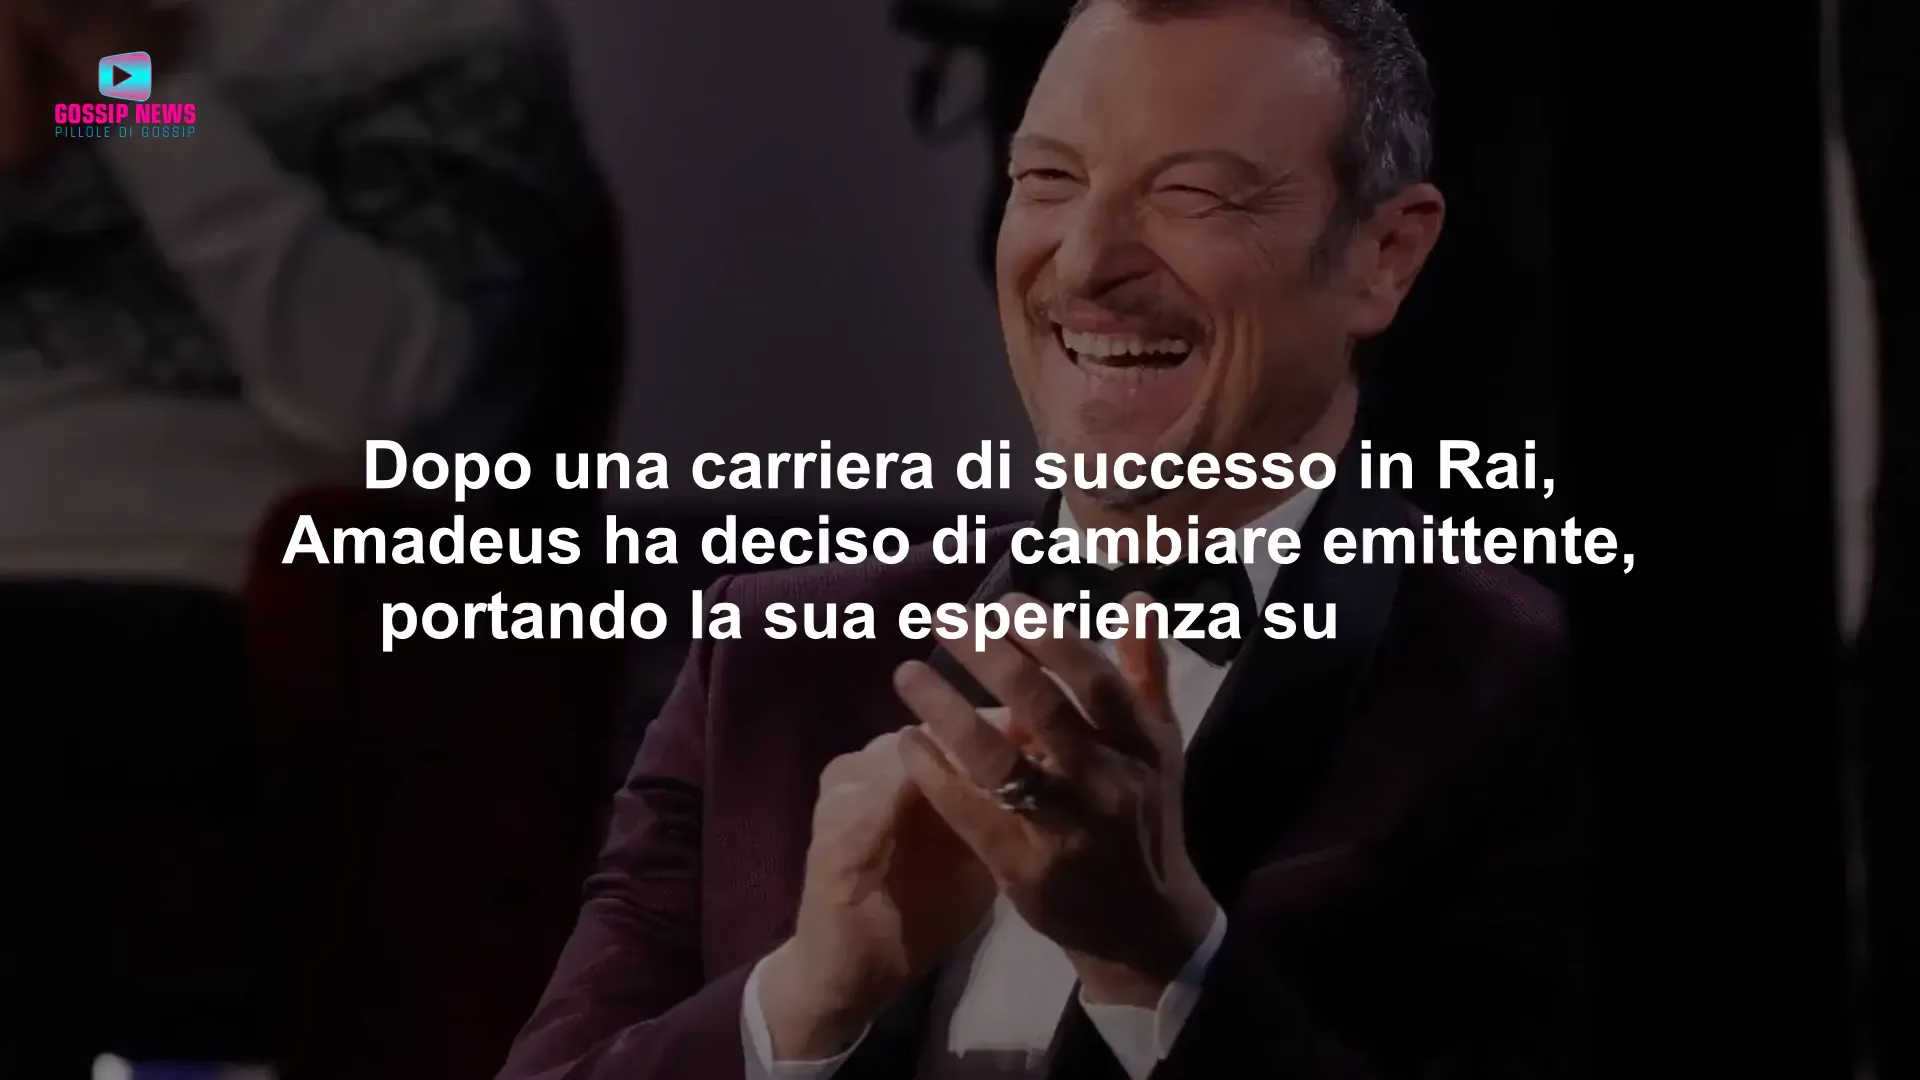 GOSSIP NEWS
PILLOLE DI GOSSIP
Dopo una carriera di successo in Rai,
Amadeus ha deciso di cambiare emittente,
portando la sua esperienza su